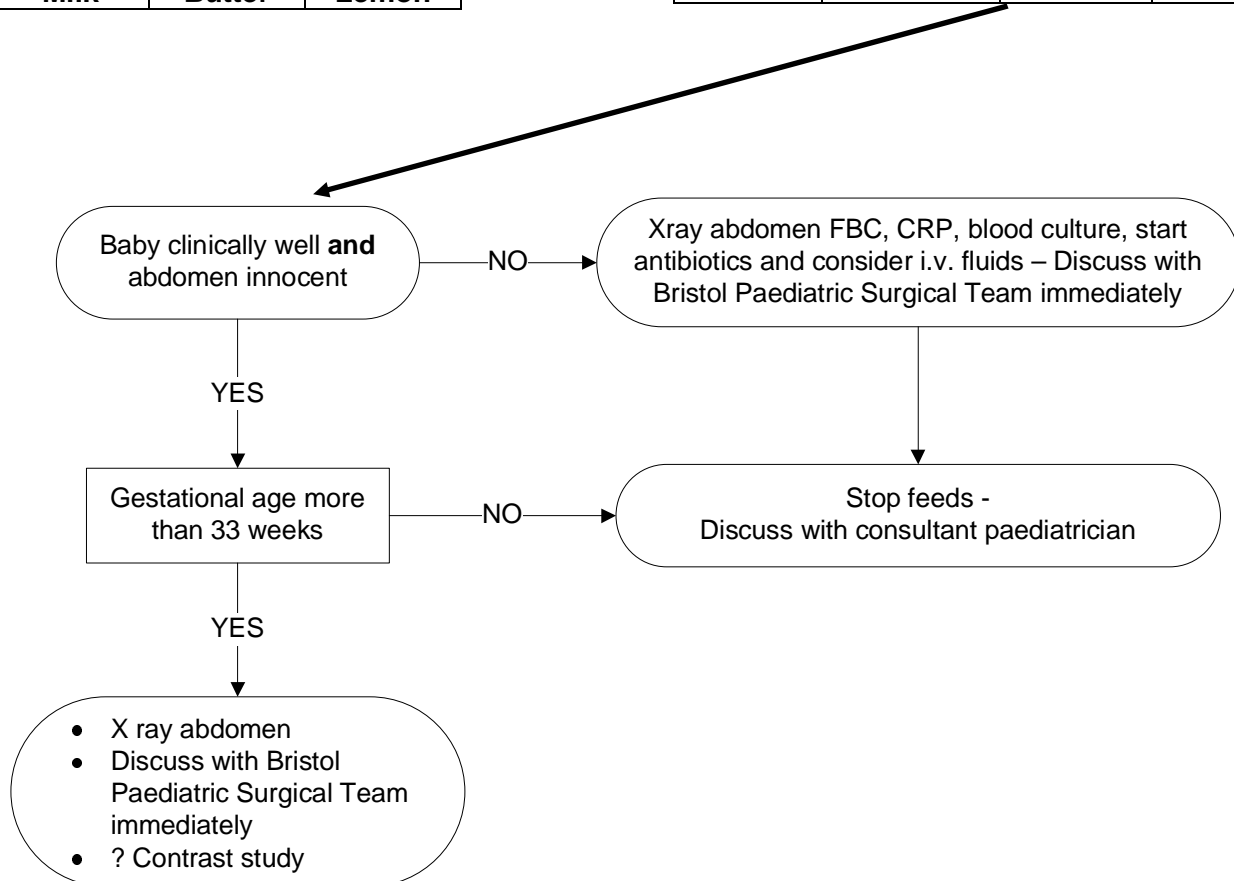 Milk Butter Lemon
Baby clinically well and
abdomen innocent
NO
Xray abdomen FBC, CRP, blood culture, start
antibiotics and consider i.v. fluids – Discuss with
Bristol Paediatric Surgical Team immediately
YES
Gestational age more
than 33 weeks
NO
Stop feeds -
Discuss with consultant paediatrician
YES
• X ray abdomen
• Discuss with Bristol
Paediatric Surgical Team
immediately
• ? Contrast study